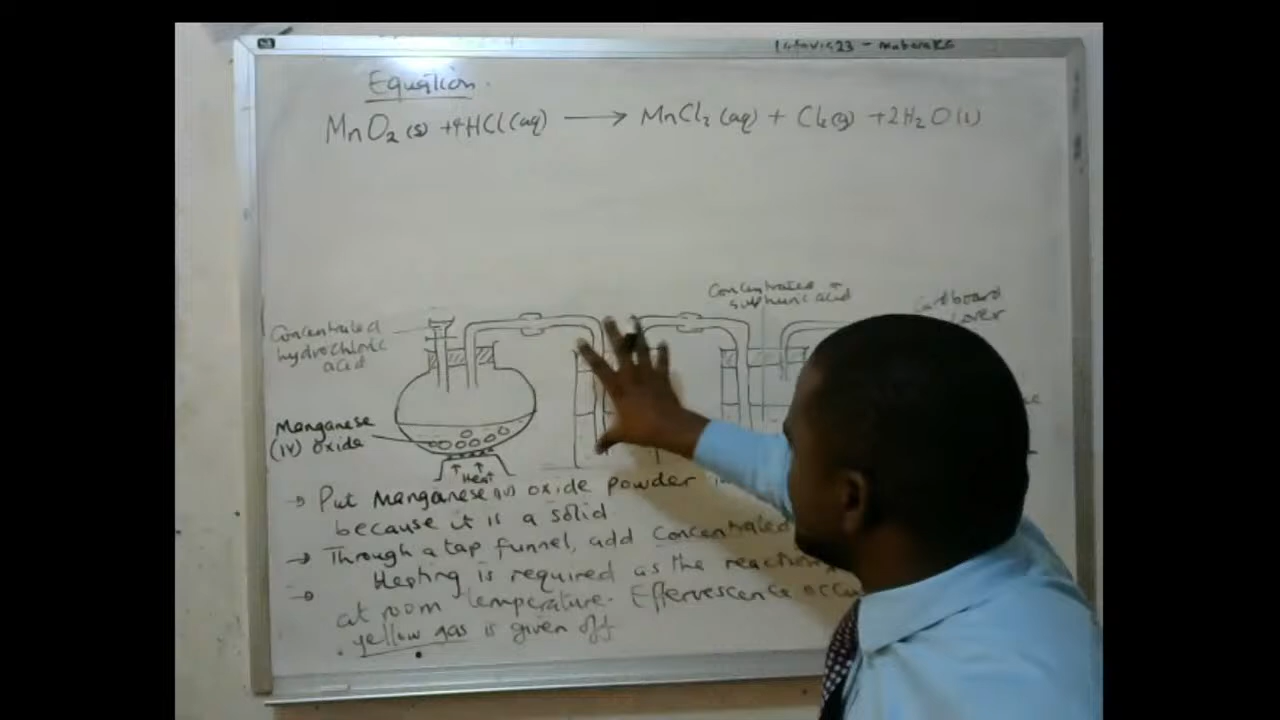 Equation.
MnO₂(s) + 4HCl(aq) → MnCl₂(aq) + Cl₂(g) + 2H₂O(l)
Concentrated
sulphuric acid
Concentrated
hydrochloric
acid
Cardboard
cover
Manganese
(IV) oxide
Heat
→ Put Manganese (IV) oxide powder
because it is a solid
→ Through a tap funnel, add Concentrated
→ Heating is required as the reaction
at room temperature. Effervescence
yellow gas is given off